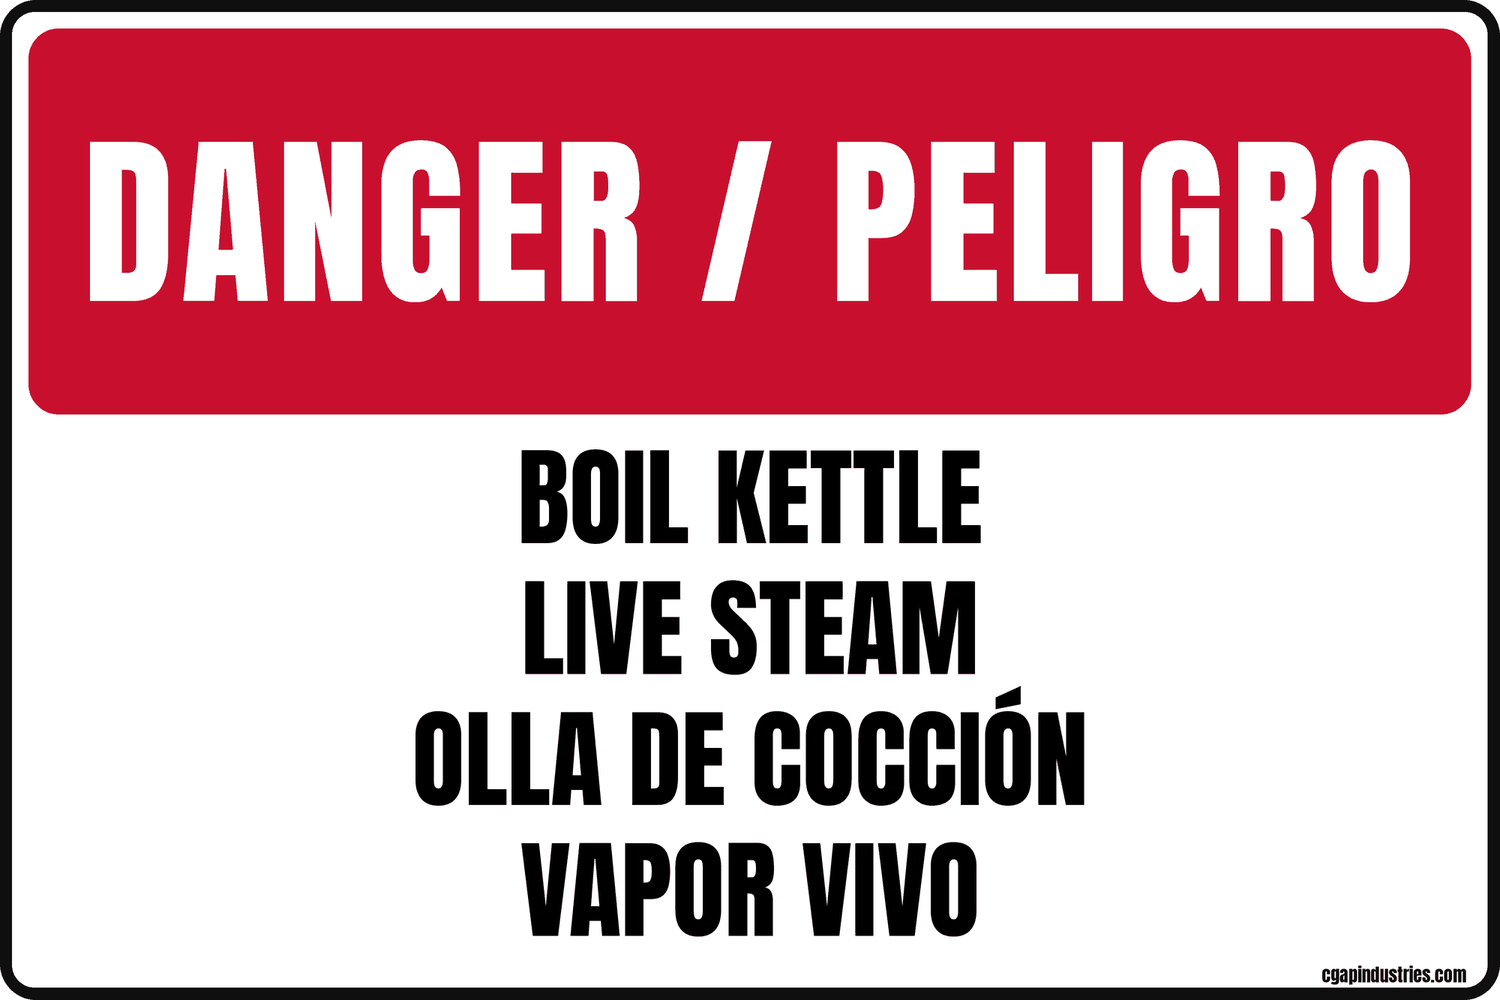 DANGER / PELIGRO
BOIL KETTLE
LIVE STEAM
OLLA DE COCCIÓN
VAPOR VIVO
cgapindustries.com